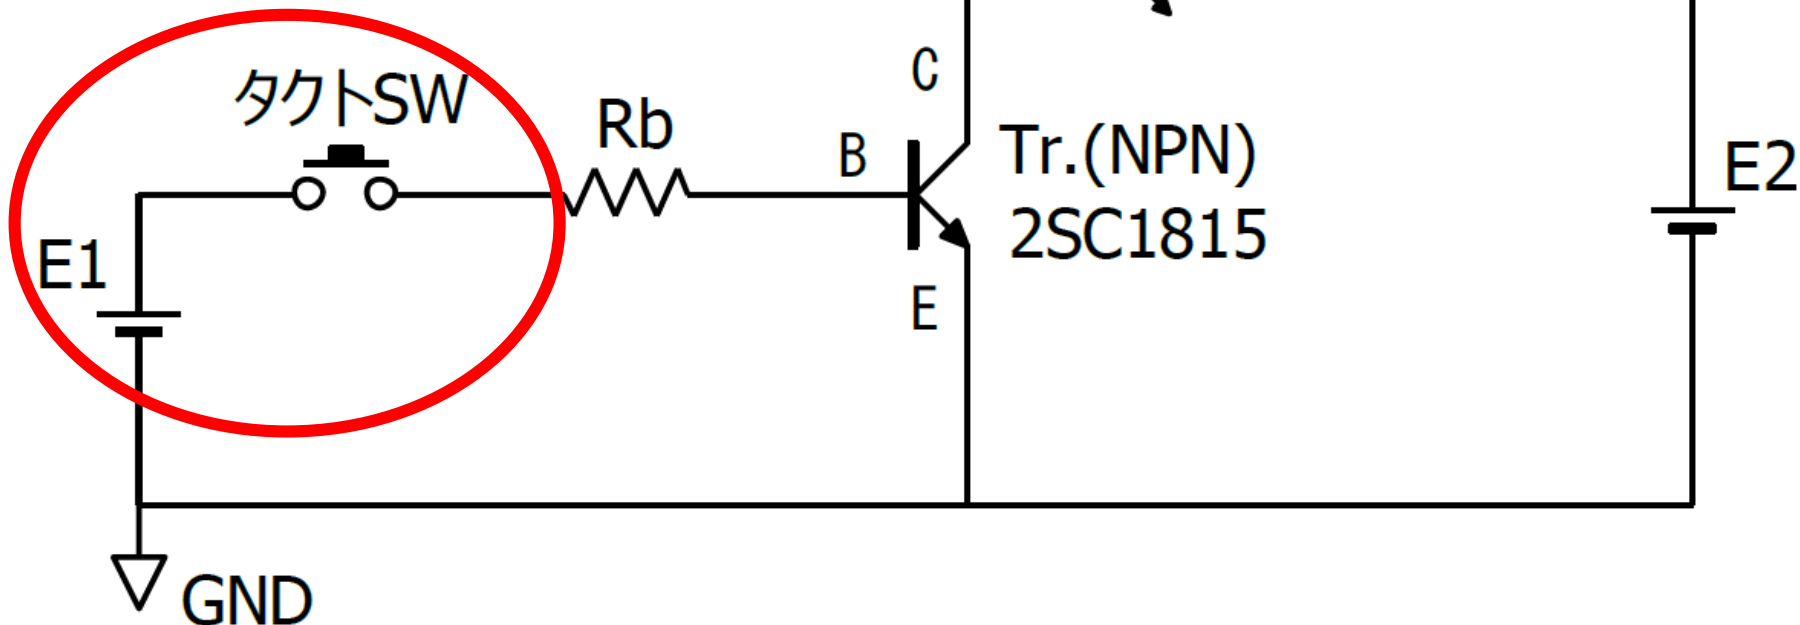 タクトSW
Rb
C
B
Tr.(NPN)
2SC1815
E
E1
E2
GND